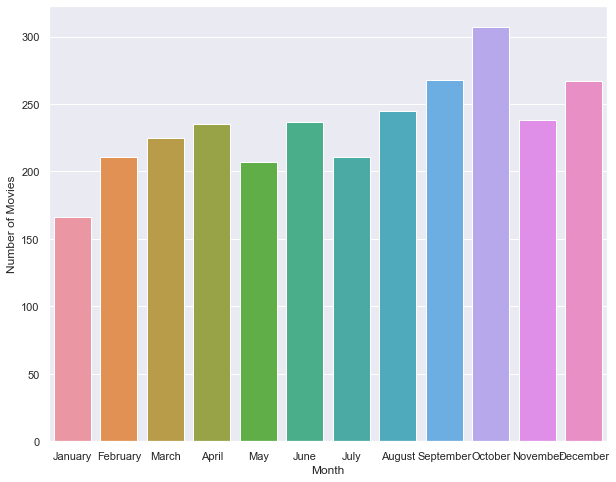 Number of Movies
300
250
200
150
100
50
0
January February March April May June July August September October November December
Month